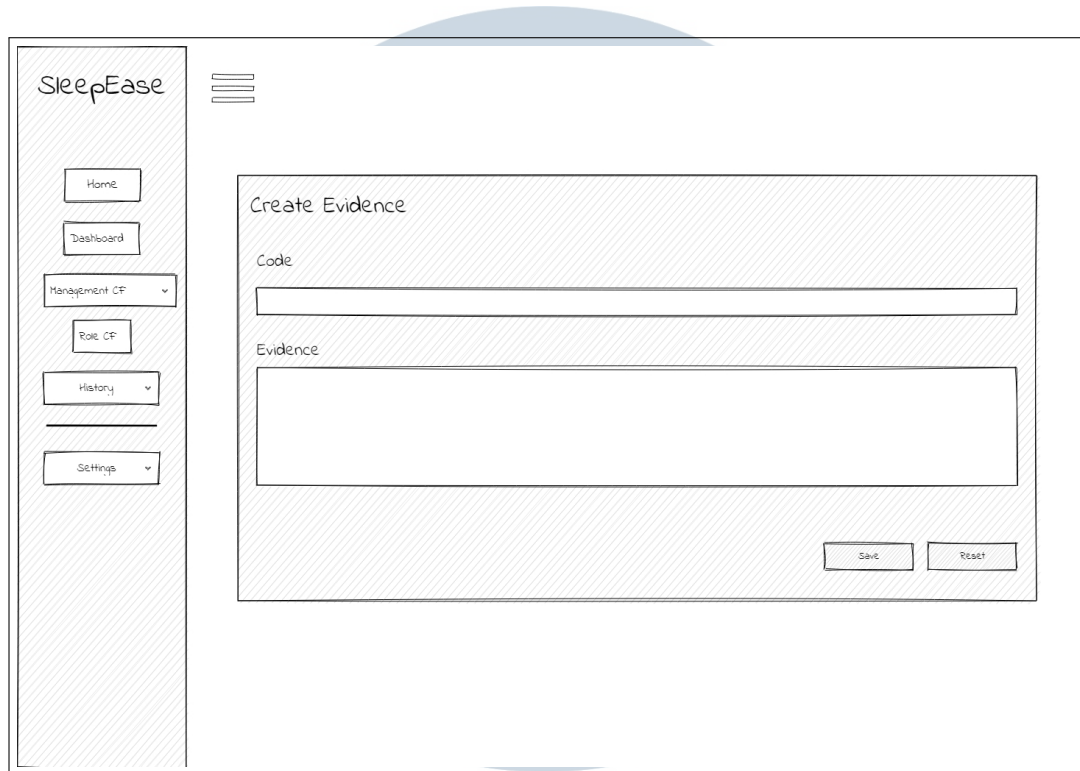 SleepEase
Home
Dashboard
Management CF
Role CF
History
Settings
Create Evidence
Code
Evidence
Save
Reset